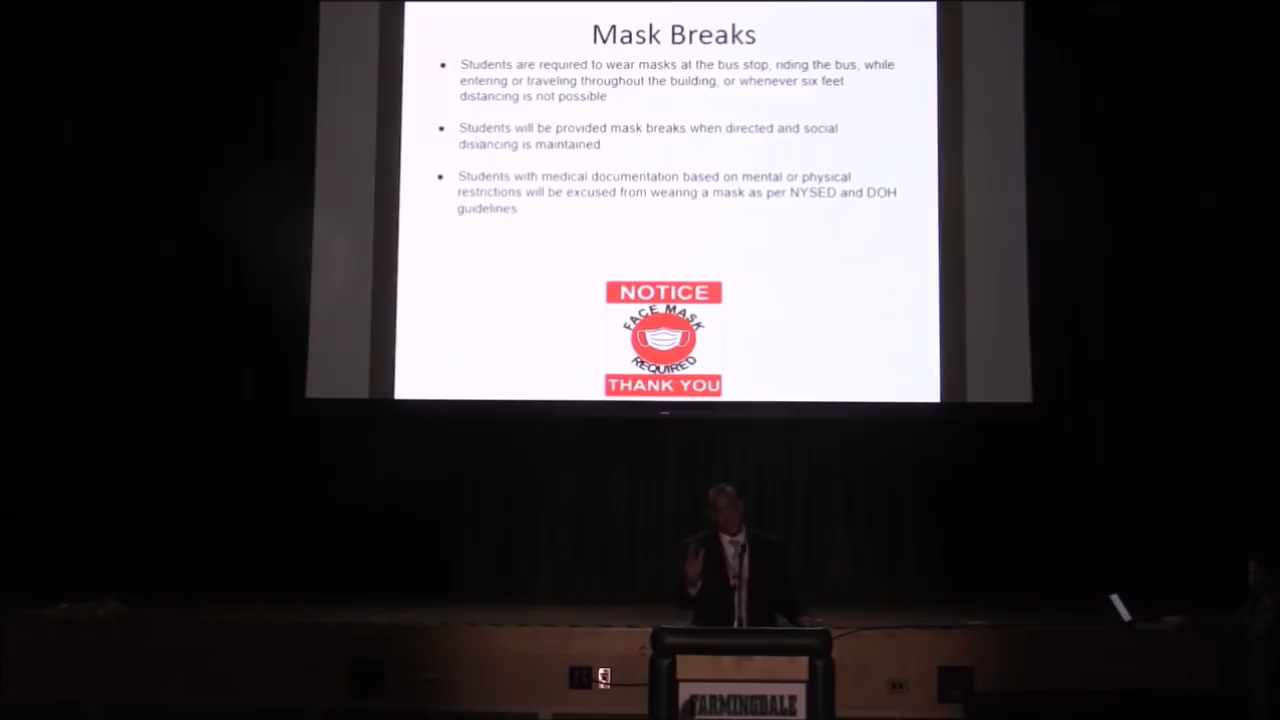 Mask Breaks
• Students are required to wear masks at the bus stop, riding the bus, while
entering or traveling throughout the building, or whenever six feet
distancing is not possible
• Students will be provided mask breaks when directed and social
distancing is maintained
• Students with medical documentation based on mental or physical
restrictions will be excused from wearing a mask as per NYSED and DOH
guidelines
NOTICE
FACE MASK
REQUIRED
THANK YOU
FARMINGDALE